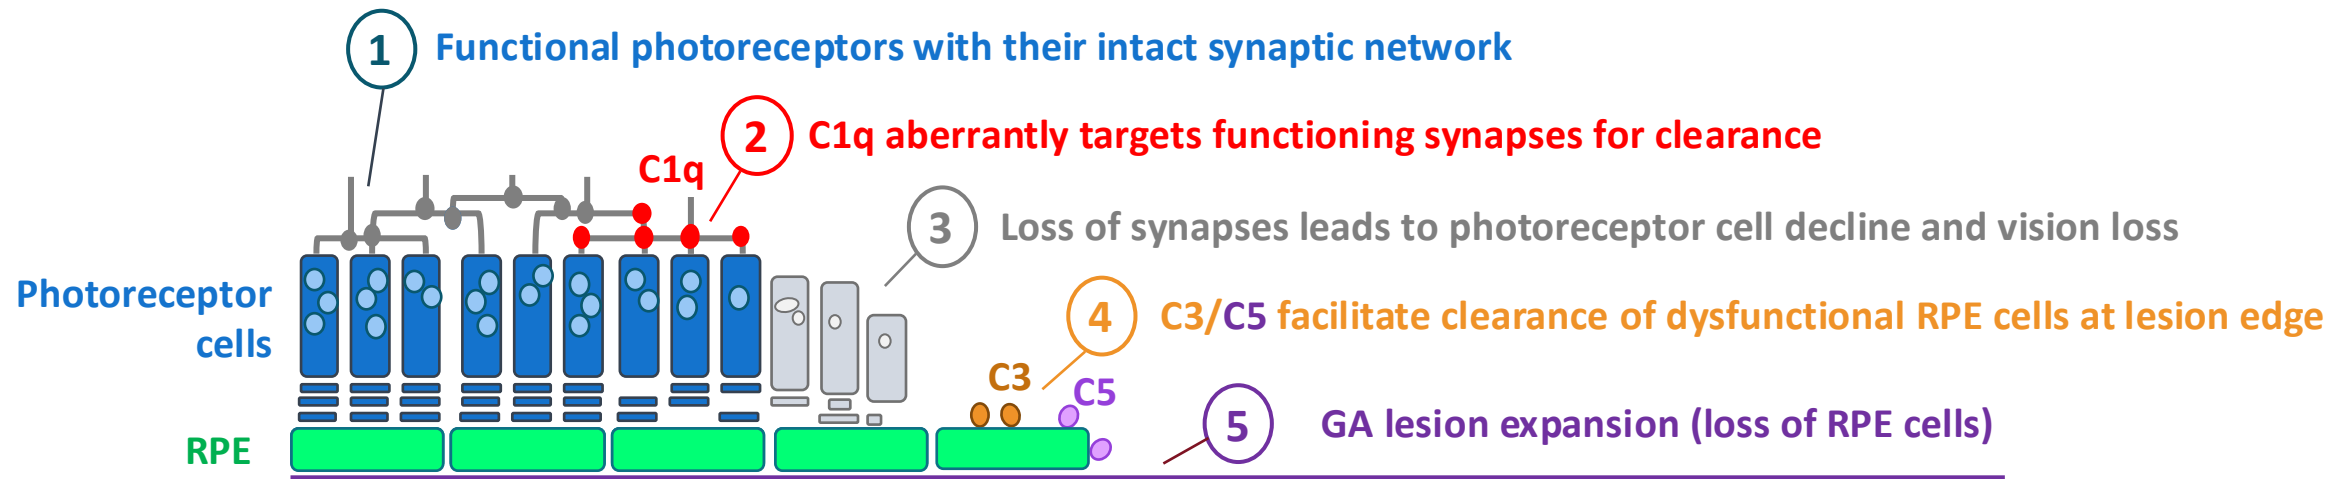 1 Functional photoreceptors with their intact synaptic network
2 C1q aberrantly targets functioning synapses for clearance
C1q
3 Loss of synapses leads to photoreceptor cell decline and vision loss
Photoreceptor
cells
4 C3/C5 facilitate clearance of dysfunctional RPE cells at lesion edge
C3
C5
5 GA lesion expansion (loss of RPE cells)
RPE